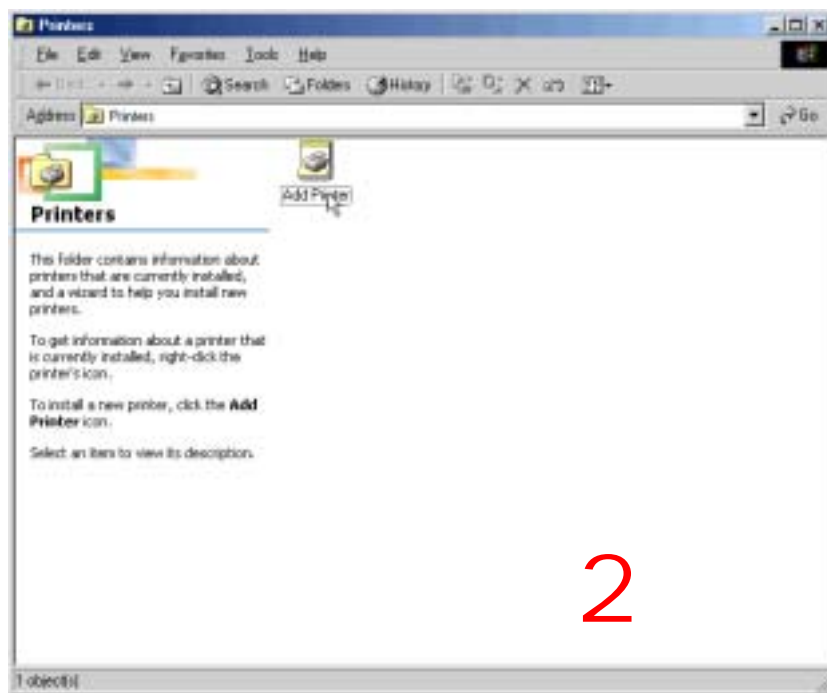 Printers
File Edit View Favorites Tools Help
Search Folders History
Address Printers Go
Add Printer
Printers
This folder contains information about
printers that are currently installed,
and a wizard to help you install new
printers.
To get information about a printer that
is currently installed, right-click the
printer's icon.
To install a new printer, click the Add
Printer icon.
Select an item to view its description.
2
1 object(s)